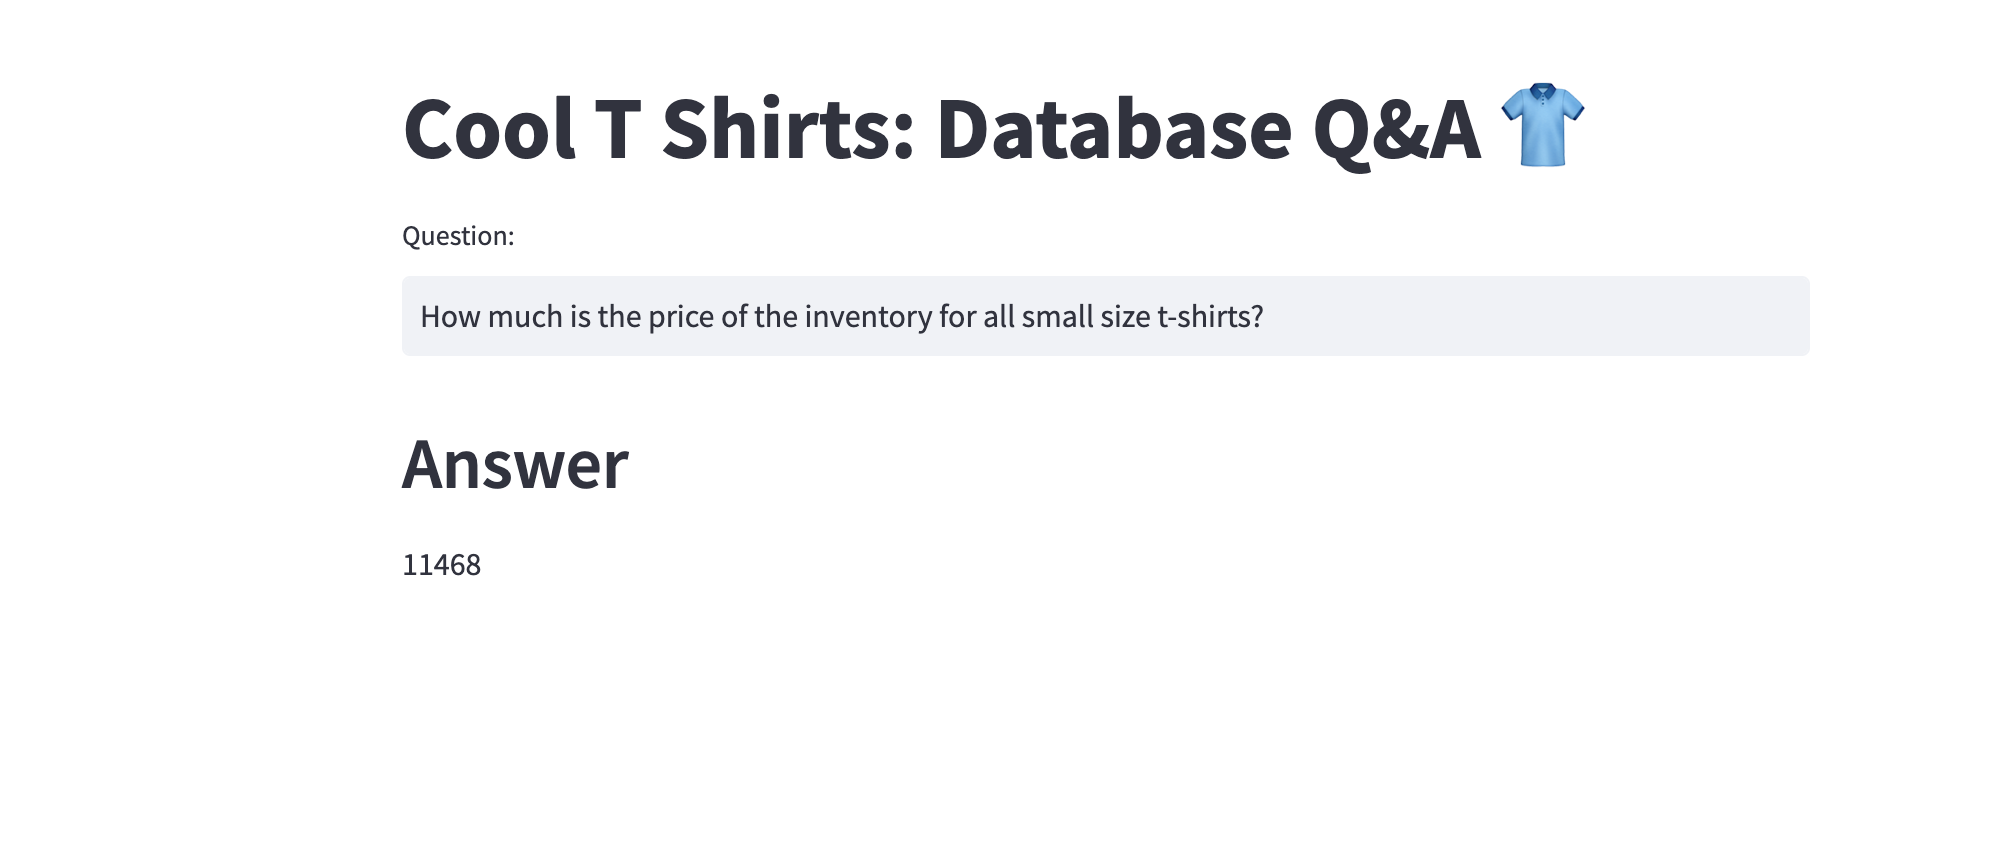 Cool T Shirts: Database Q&A 👕
Question:
How much is the price of the inventory for all small size t-shirts?
Answer
11468